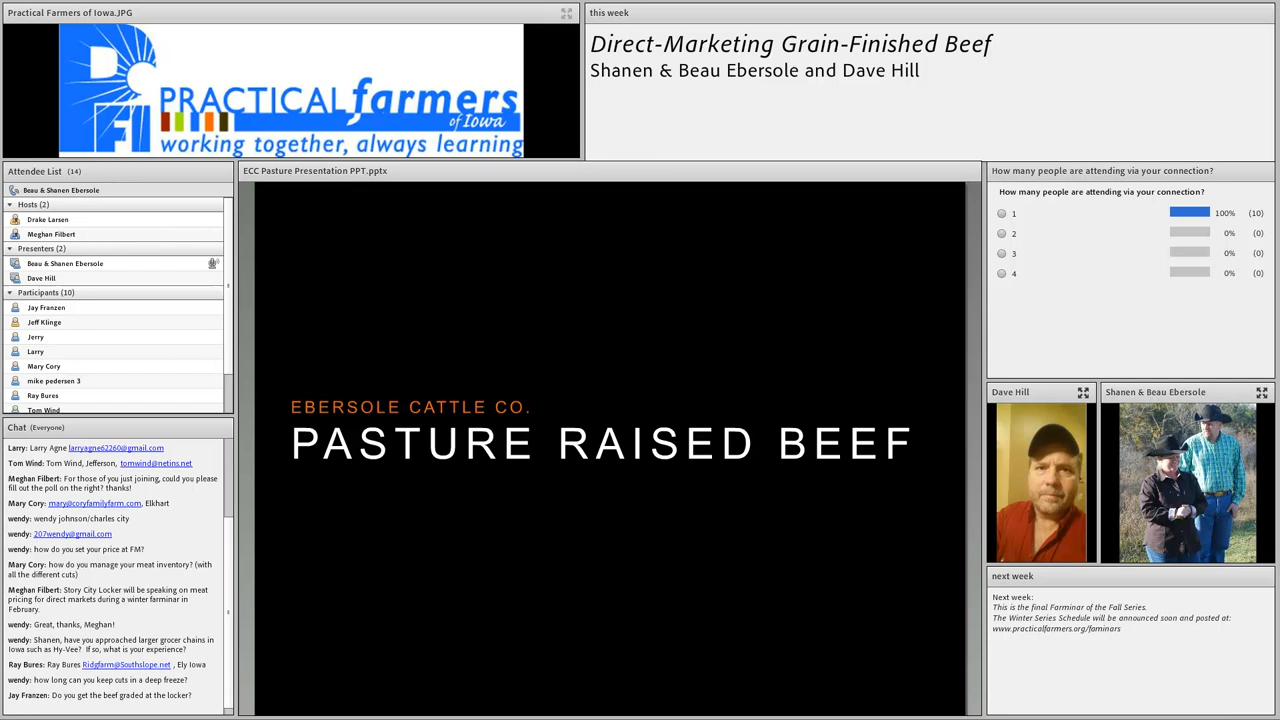 Practical Farmers of Iowa.JPG
PRACTICAL farmers
of Iowa
working together, always learning
this week
Direct-Marketing Grain-Finished Beef
Shanen & Beau Ebersole and Dave Hill
Attendee List (14)
Beau & Shanen Ebersole
Hosts (2)
Drake Larsen
Meghan Filbert
Presenters (2)
Beau & Shanen Ebersole
Dave Hill
Participants (10)
Jay Franzen
Jeff Klinge
Jerry
Larry
Mary Cory
mike pedersen 3
Ray Bures
Tom Wind
Chat (Everyone)
Larry: Larry Agne larryagne62260@gmail.com
Tom Wind: Tom Wind, Jefferson, tomwind@netins.net
Meghan Filbert: For those of you just joining, could you please
fill out the poll on the right? thanks!
Mary Cory: mary@coryfamilyfarm.com, Elkhart
wendy: wendy johnson/charles city
wendy: 207wendy@gmail.com
wendy: how do you set your price at FM?
Mary Cory: how do you manage your meat inventory? (with
all the different cuts)
Meghan Filbert: Story City Locker will be speaking on meat
pricing for direct markets during a winter farminar in
February.
wendy: Great, thanks, Meghan!
wendy: Shanen, have you approached larger grocer chains in
Iowa such as Hy-Vee? If so, what is your experience?
Ray Bures: Ray Bures Ridgfarm@Southslope.net , Ely Iowa
wendy: how long can you keep cuts in a deep freeze?
Jay Franzen: Do you get the beef graded at the locker?
ECC Pasture Presentation PPT.pptx
EBERSOLE CATTLE CO.
PASTURE RAISED BEEF
How many people are attending via your connection?
How many people are attending via your connection?
1 100% (10)
2 0% (0)
3 0% (0)
4 0% (0)
Dave Hill
Shanen & Beau Ebersole
next week
Next week:
This is the final Farminar of the Fall Series.
The Winter Series Schedule will be announced soon and posted at:
www.practicalfarmers.org/faminars